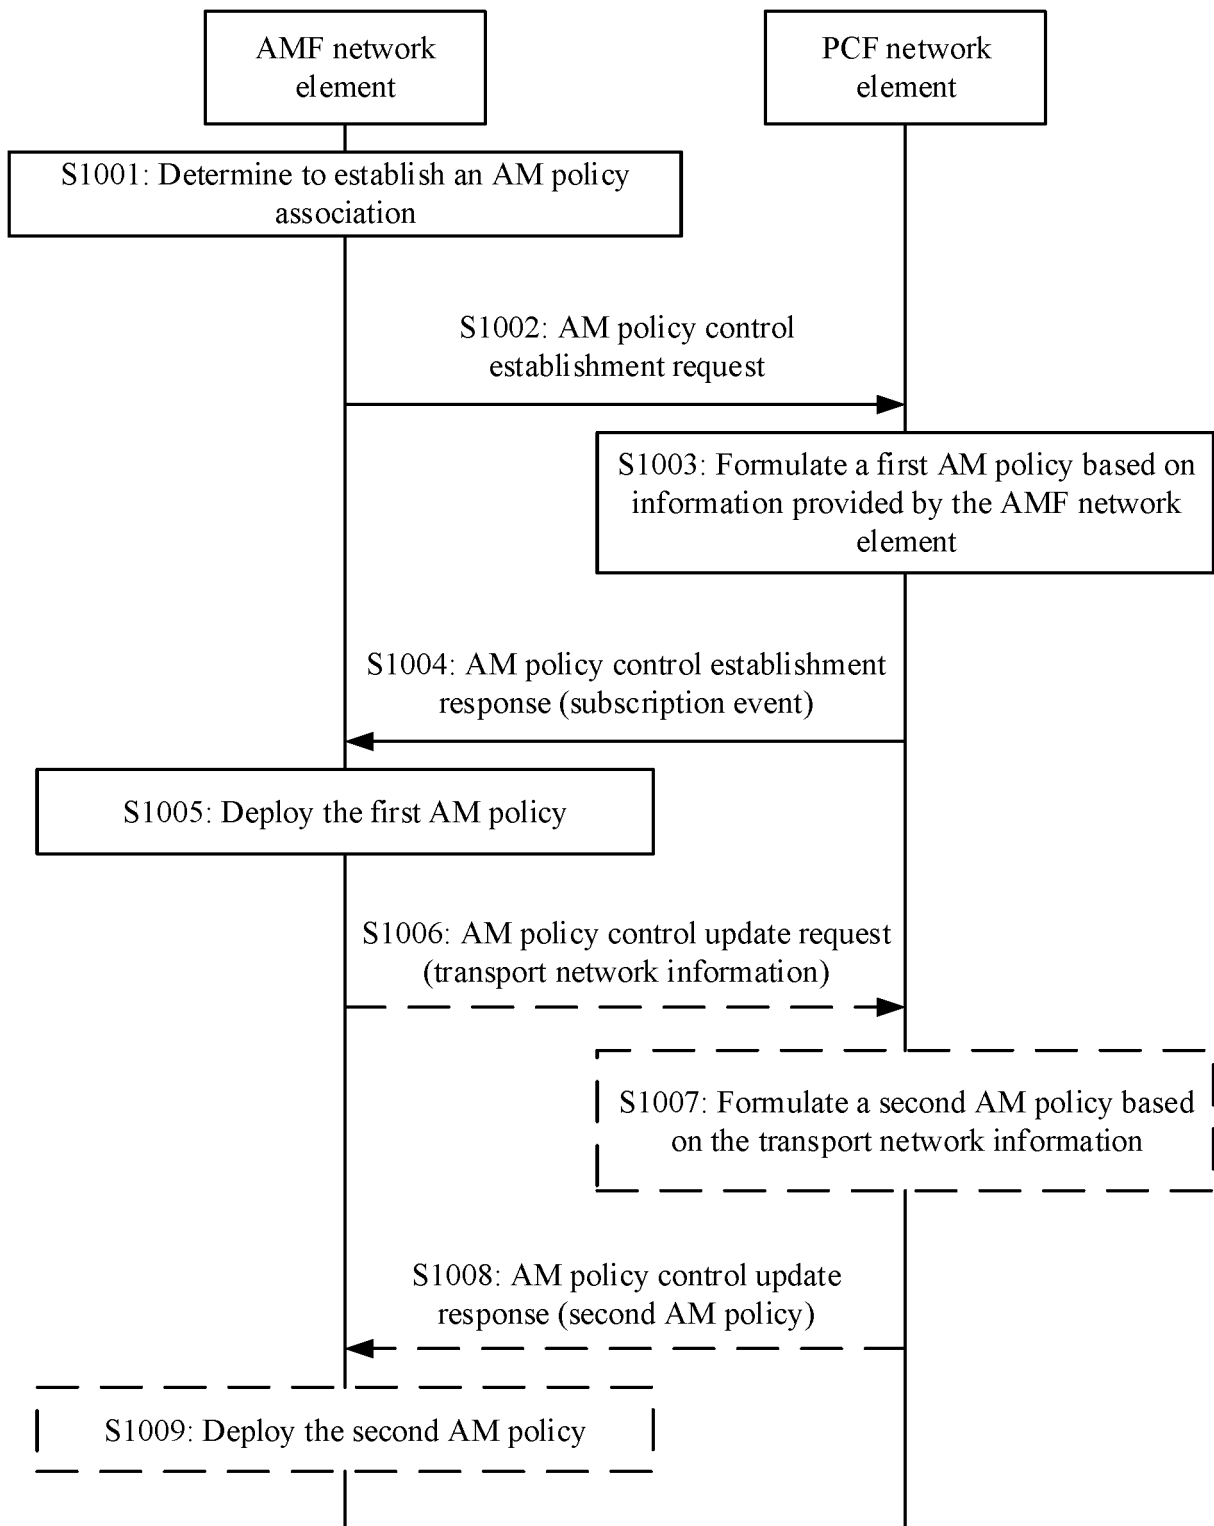 AMF network
element
PCF network
element
S1001: Determine to establish an AM policy
association
S1002: AM policy control
establishment request
S1003: Formulate a first AM policy based on
information provided by the AMF network
element
S1004: AM policy control establishment
response (subscription event)
S1005: Deploy the first AM policy
S1006: AM policy control update request
(transport network information)
S1007: Formulate a second AM policy based
on the transport network information
S1008: AM policy control update
response (second AM policy)
S1009: Deploy the second AM policy